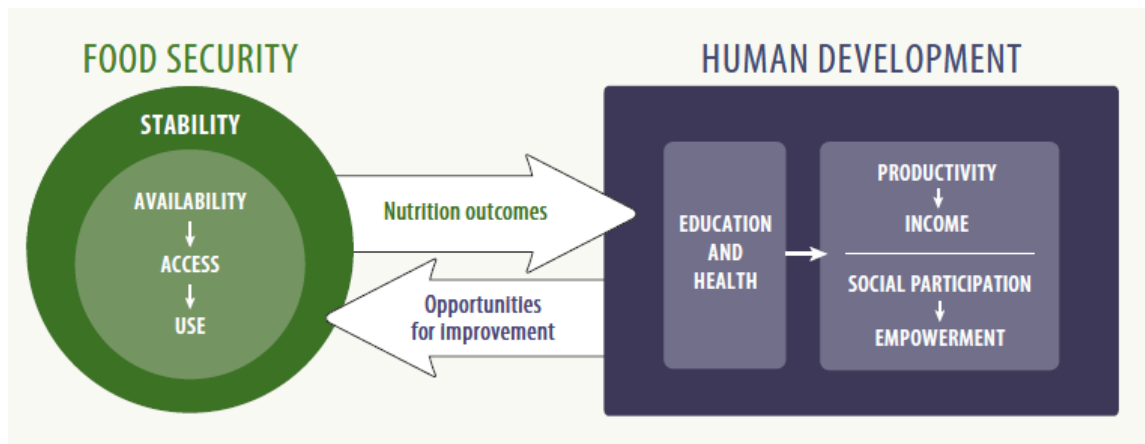 FOOD SECURITY
STABILITY
AVAILABILITY
ACCESS
USE
Nutrition outcomes
Opportunities
for improvement
HUMAN DEVELOPMENT
EDUCATION
AND
HEALTH
PRODUCTIVITY
INCOME
SOCIAL PARTICIPATION
EMPOWERMENT